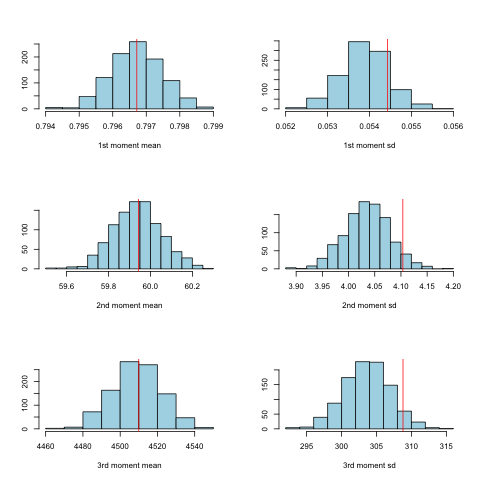 0 100 200
0.794 0.795 0.796 0.797 0.798 0.799
1st moment mean
0 100 250
0.052 0.053 0.054 0.055 0.056
1st moment sd
0 50 100
59.6 59.8 60.0 60.2
2nd moment mean
0 50 100
3.90 3.95 4.00 4.05 4.10 4.15 4.20
2nd moment sd
0 100 200
4460 4480 4500 4520 4540
3rd moment mean
0 50 150
295 300 305 310 315
3rd moment sd